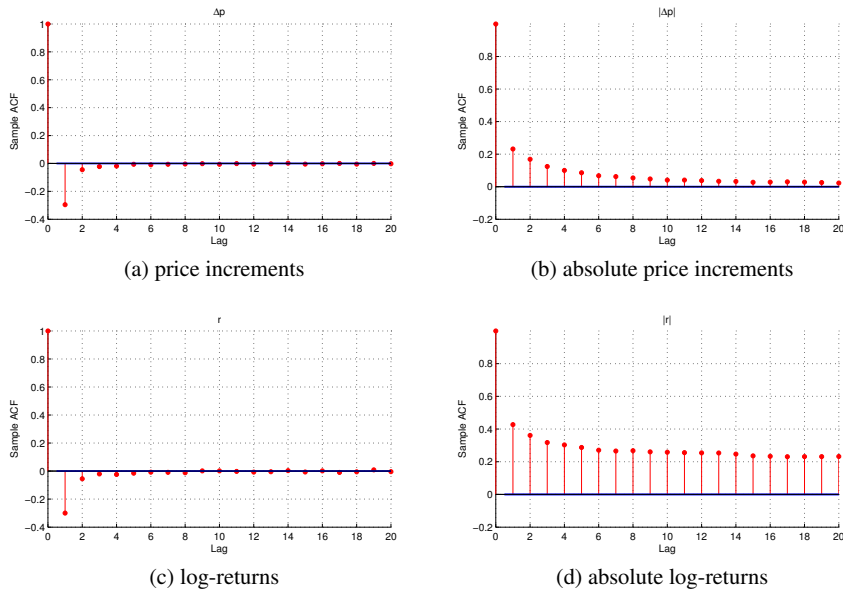 Δp
1
0.8
0.6
0.4
0.2
0
−0.2
−0.4
Sample ACF
0 2 4 6 8 10 12 14 16 18 20
Lag
(a) price increments
|Δp|
0.8
0.6
0.4
0.2
0
−0.2
Sample ACF
0 2 4 6 8 10 12 14 16 18 20
Lag
(b) absolute price increments
r
1
0.8
0.6
0.4
0.2
0
−0.2
−0.4
Sample ACF
0 2 4 6 8 10 12 14 16 18 20
Lag
(c) log-returns
|r|
0.8
0.6
0.4
0.2
0
−0.2
Sample ACF
0 2 4 6 8 10 12 14 16 18 20
Lag
(d) absolute log-returns